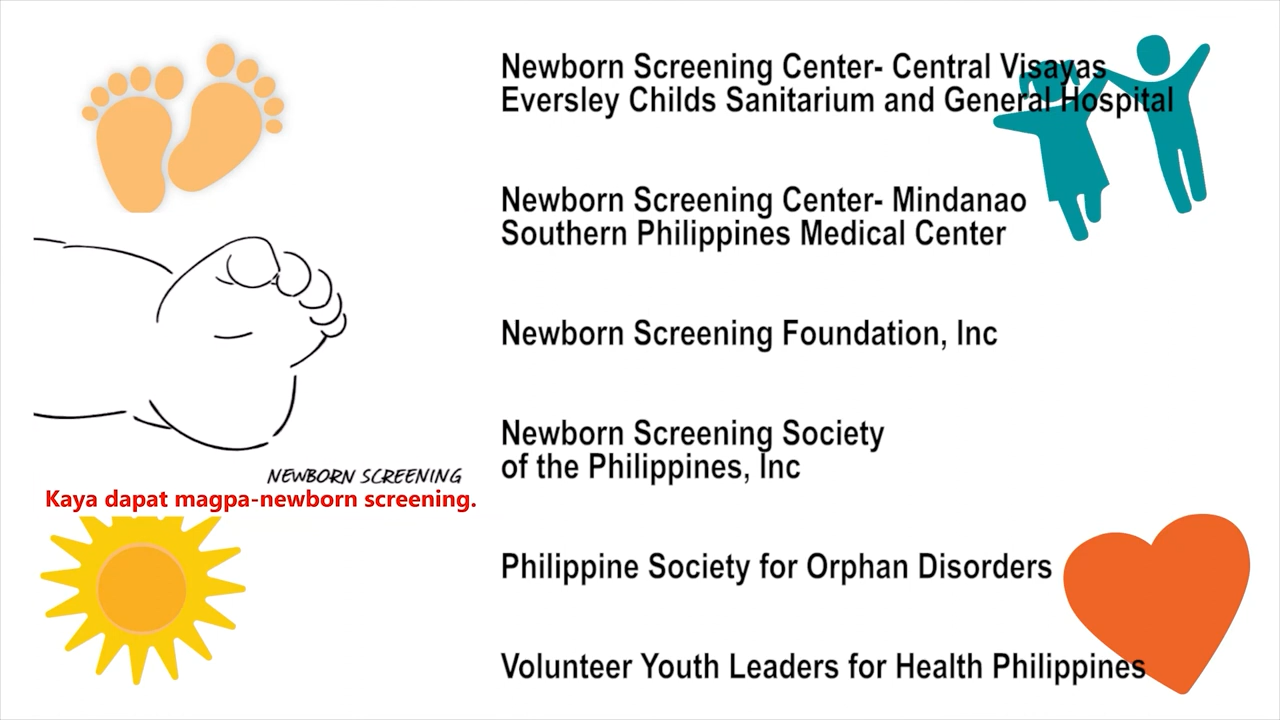 Newborn Screening Center- Central Visayas
Eversley Childs Sanitarium and General Hospital
Newborn Screening Center- Mindanao
Southern Philippines Medical Center
Newborn Screening Foundation, Inc
Newborn Screening Society
of the Philippines, Inc
NEWBORN SCREENING
Kaya dapat magpa-newborn screening.
Philippine Society for Orphan Disorders
Volunteer Youth Leaders for Health Philippines